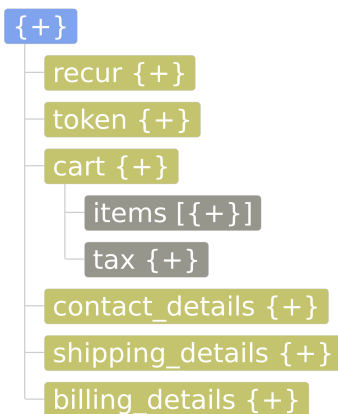 {+}
recur {+}
token {+}
cart {+}
items [{+}]
tax {+}
contact_details {+}
shipping_details {+}
billing_details {+}